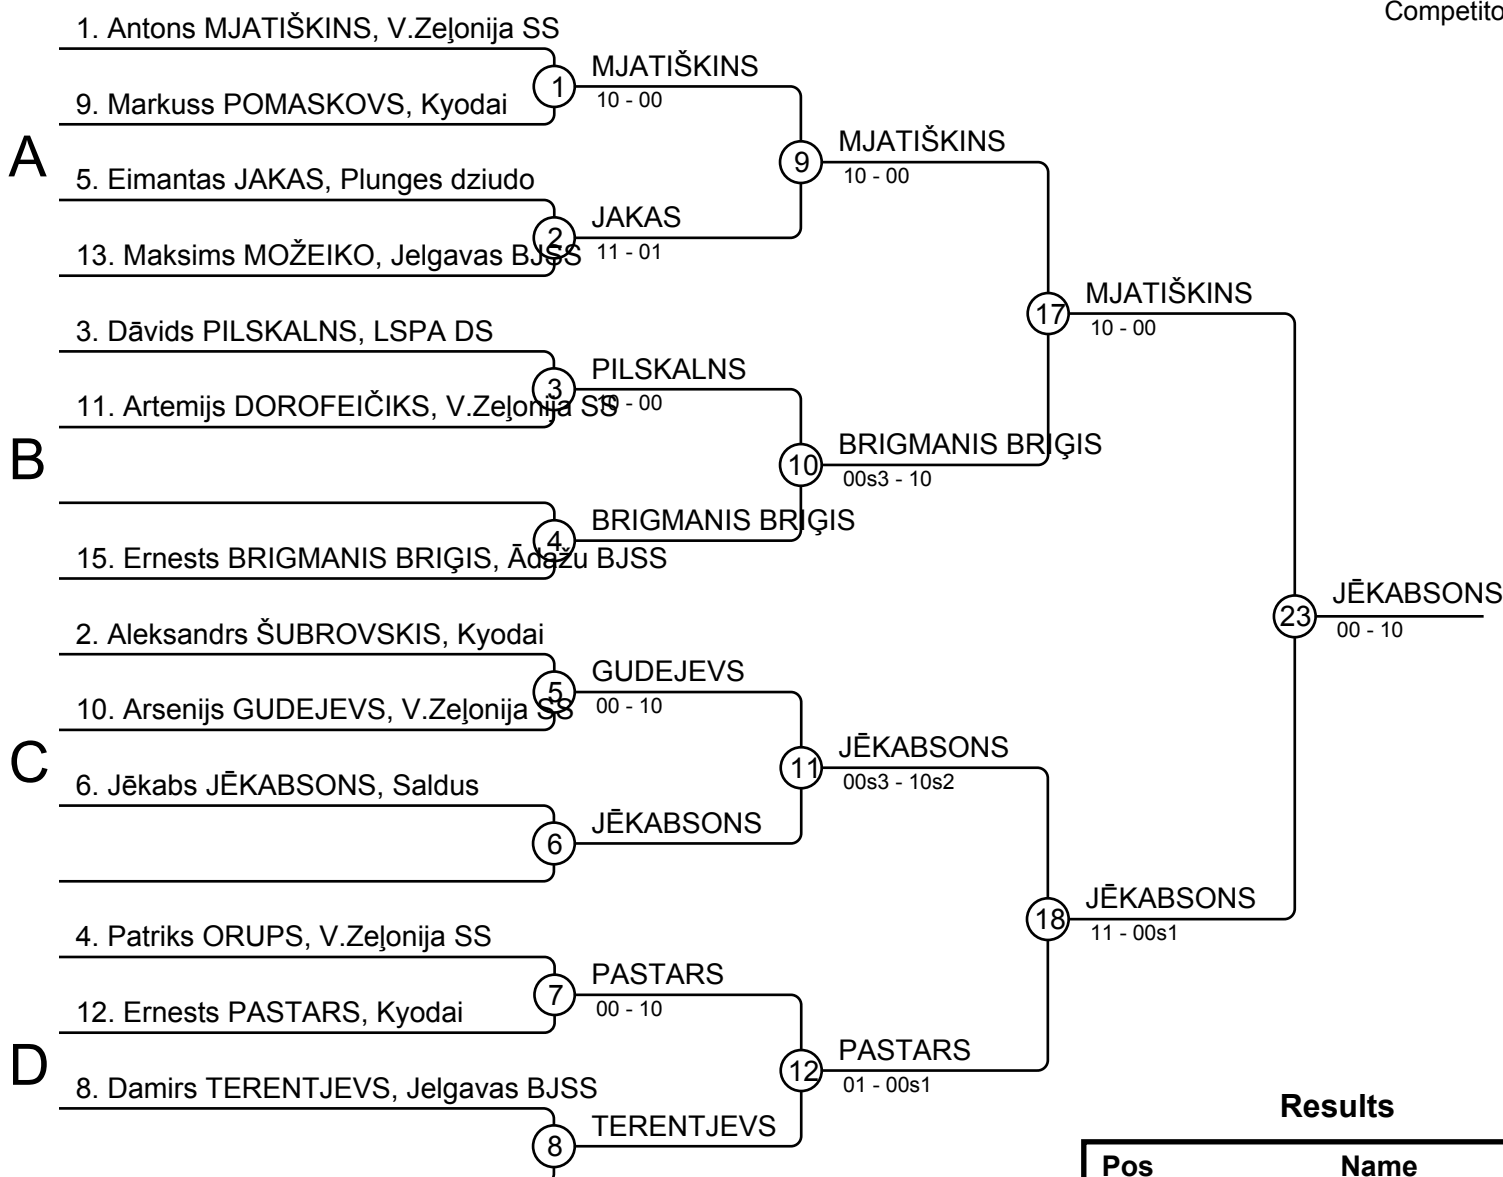 Competito
1. Antons MJATIŠKINS, V.Zeļonija SS
1
MJATIŠKINS
10 - 00
9. Markuss POMASKOVS, Kyodai
A
9
MJATIŠKINS
10 - 00
5. Eimantas JAKAS, Plunges dziudo
2
JAKAS
11 - 01
13. Maksims MOŽEIKO, Jelgavas BJSS
17
MJATIŠKINS
10 - 00
3. Dāvids PILSKALNS, LSPA DS
3
PILSKALNS
10 - 00
11. Artemijs DOROFEIČIKS, V.Zeļonija SS
B
10
BRIGMANIS BRIĢIS
00s3 - 10
4
BRIGMANIS BRIĢIS
15. Ernests BRIGMANIS BRIĢIS, Ādažu BJSS
23
JĒKABSONS
00 - 10
2. Aleksandrs ŠUBROVSKIS, Kyodai
5
GUDEJEVS
00 - 10
10. Arsenijs GUDEJEVS, V.Zeļonija SS
C
11
JĒKABSONS
00s3 - 10s2
6. Jēkabs JĒKABSONS, Saldus
6
JĒKABSONS
18
JĒKABSONS
11 - 00s1
4. Patriks ORUPS, V.Zeļonija SS
7
PASTARS
00 - 10
12. Ernests PASTARS, Kyodai
D
12
PASTARS
01 - 00s1
8. Damirs TERENTJEVS, Jelgavas BJSS
8
TERENTJEVS
Results
Pos Name